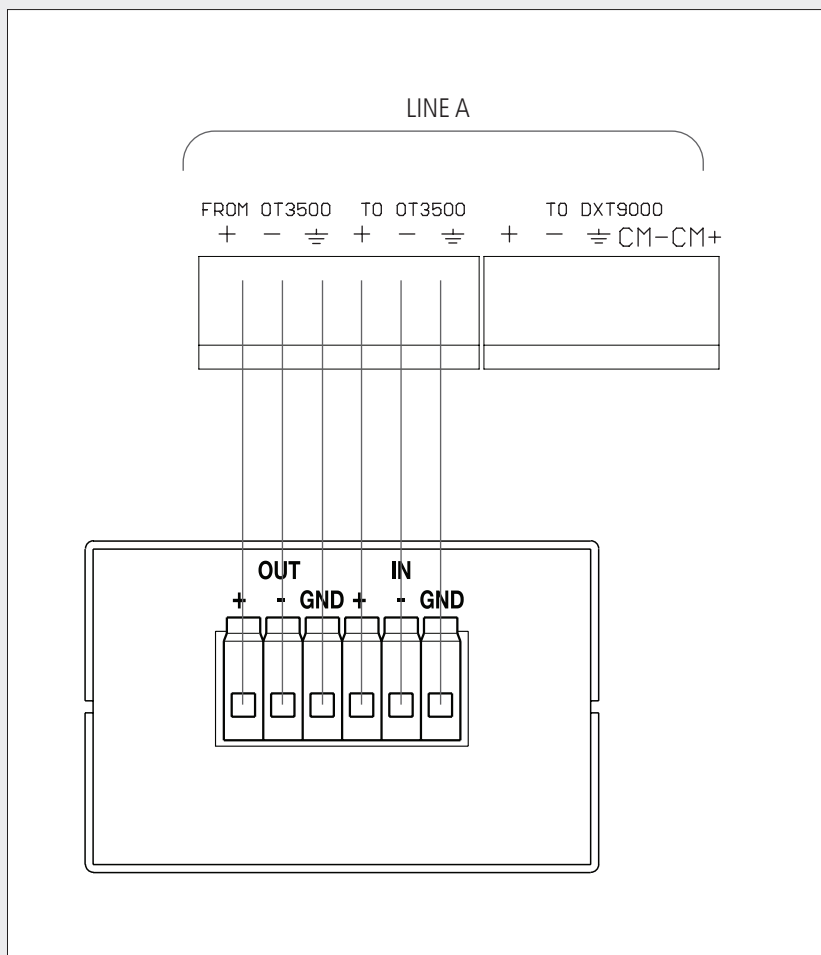 LINE A
FROM OT3500 TO OT3500 TO DXT9000
+ - ⏚ + - ⏚ + - ⏚ CM-CM+
OUT IN
+ - GND + - GND